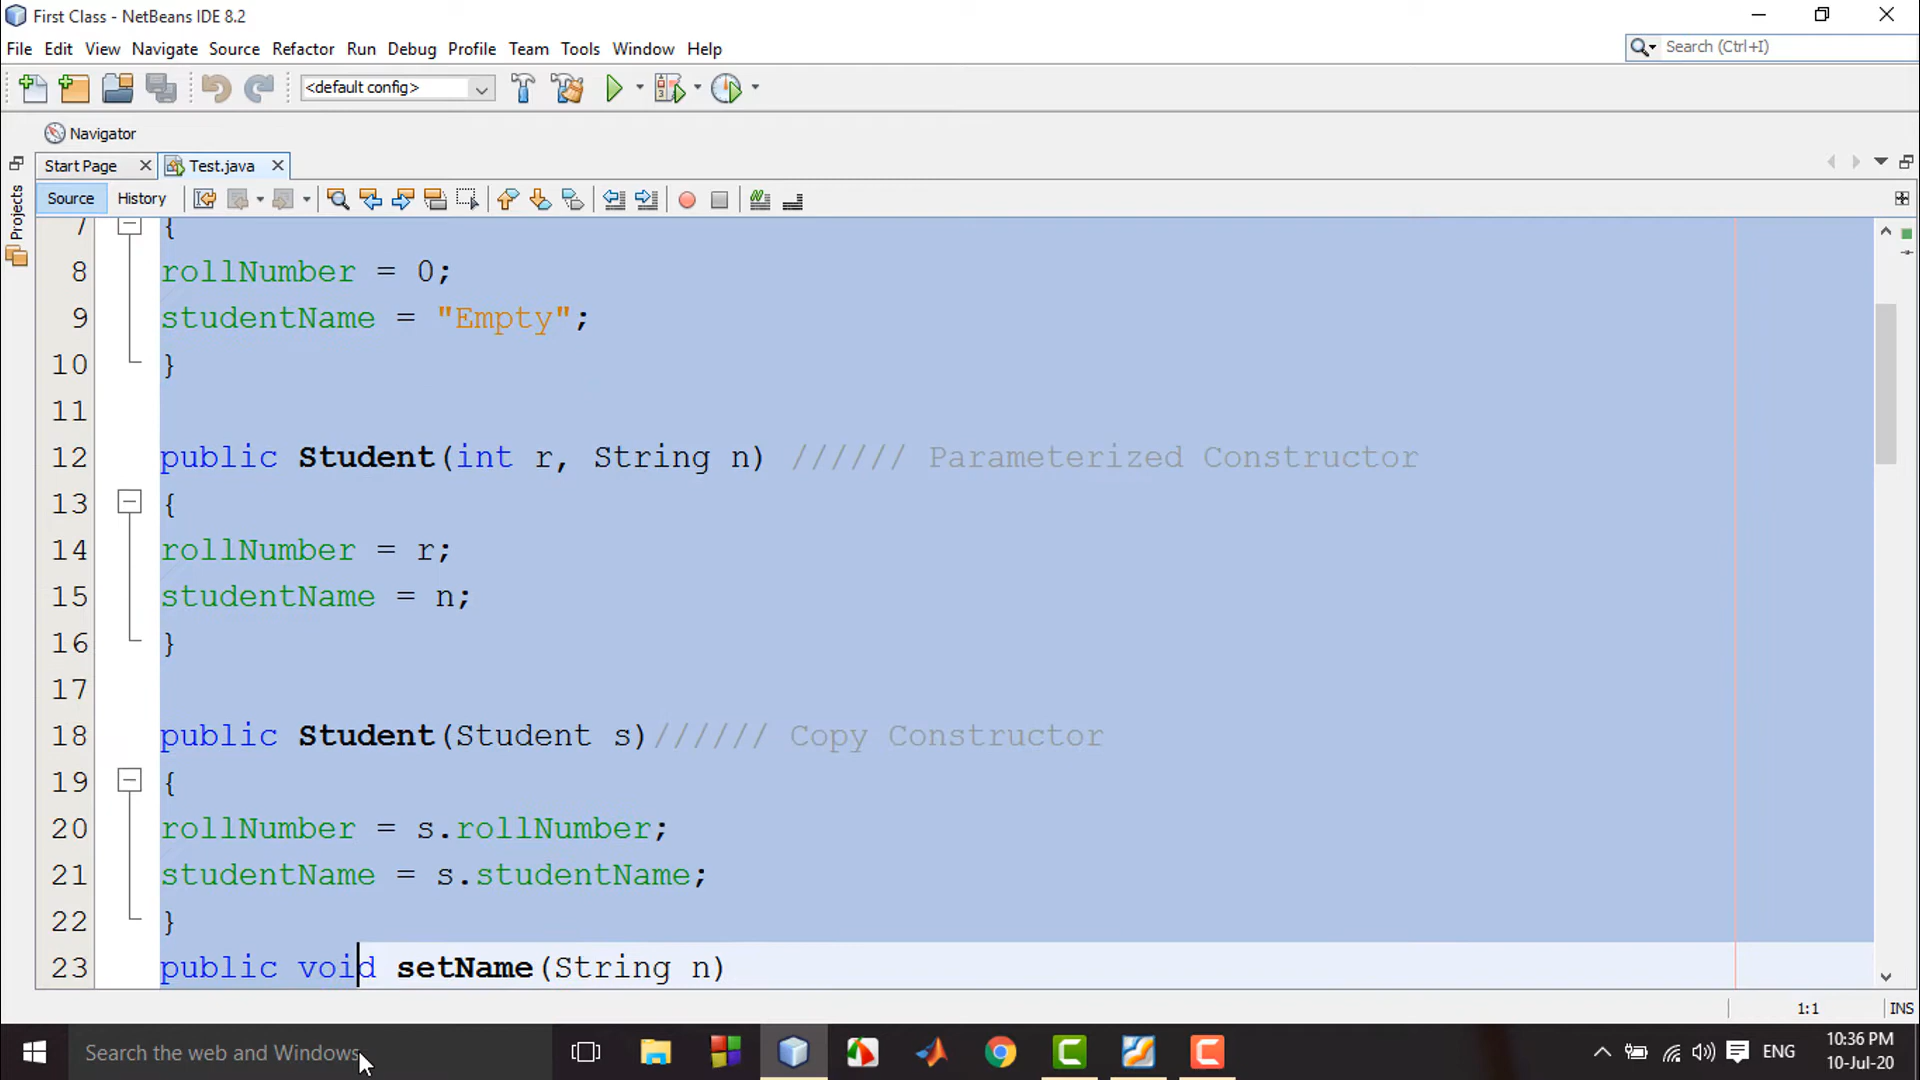 First Class - NetBeans IDE 8.2
File Edit View Navigate Source Refactor Run Debug Profile Team Tools Window Help
Search (Ctrl+I)
<default config>
Navigator
Start Page Test.java
Projects
Source History
7 {
8 rollNumber = 0;
9 studentName = "Empty";
10 }
11
12 public Student(int r, String n) ////// Parameterized Constructor
13 {
14 rollNumber = r;
15 studentName = n;
16 }
17
18 public Student(Student s)////// Copy Constructor
19 {
20 rollNumber = s.rollNumber;
21 studentName = s.studentName;
22 }
23 public void setName(String n)
1:1 INS
Search the web and Windows
ENG
10:36 PM
10-Jul-20